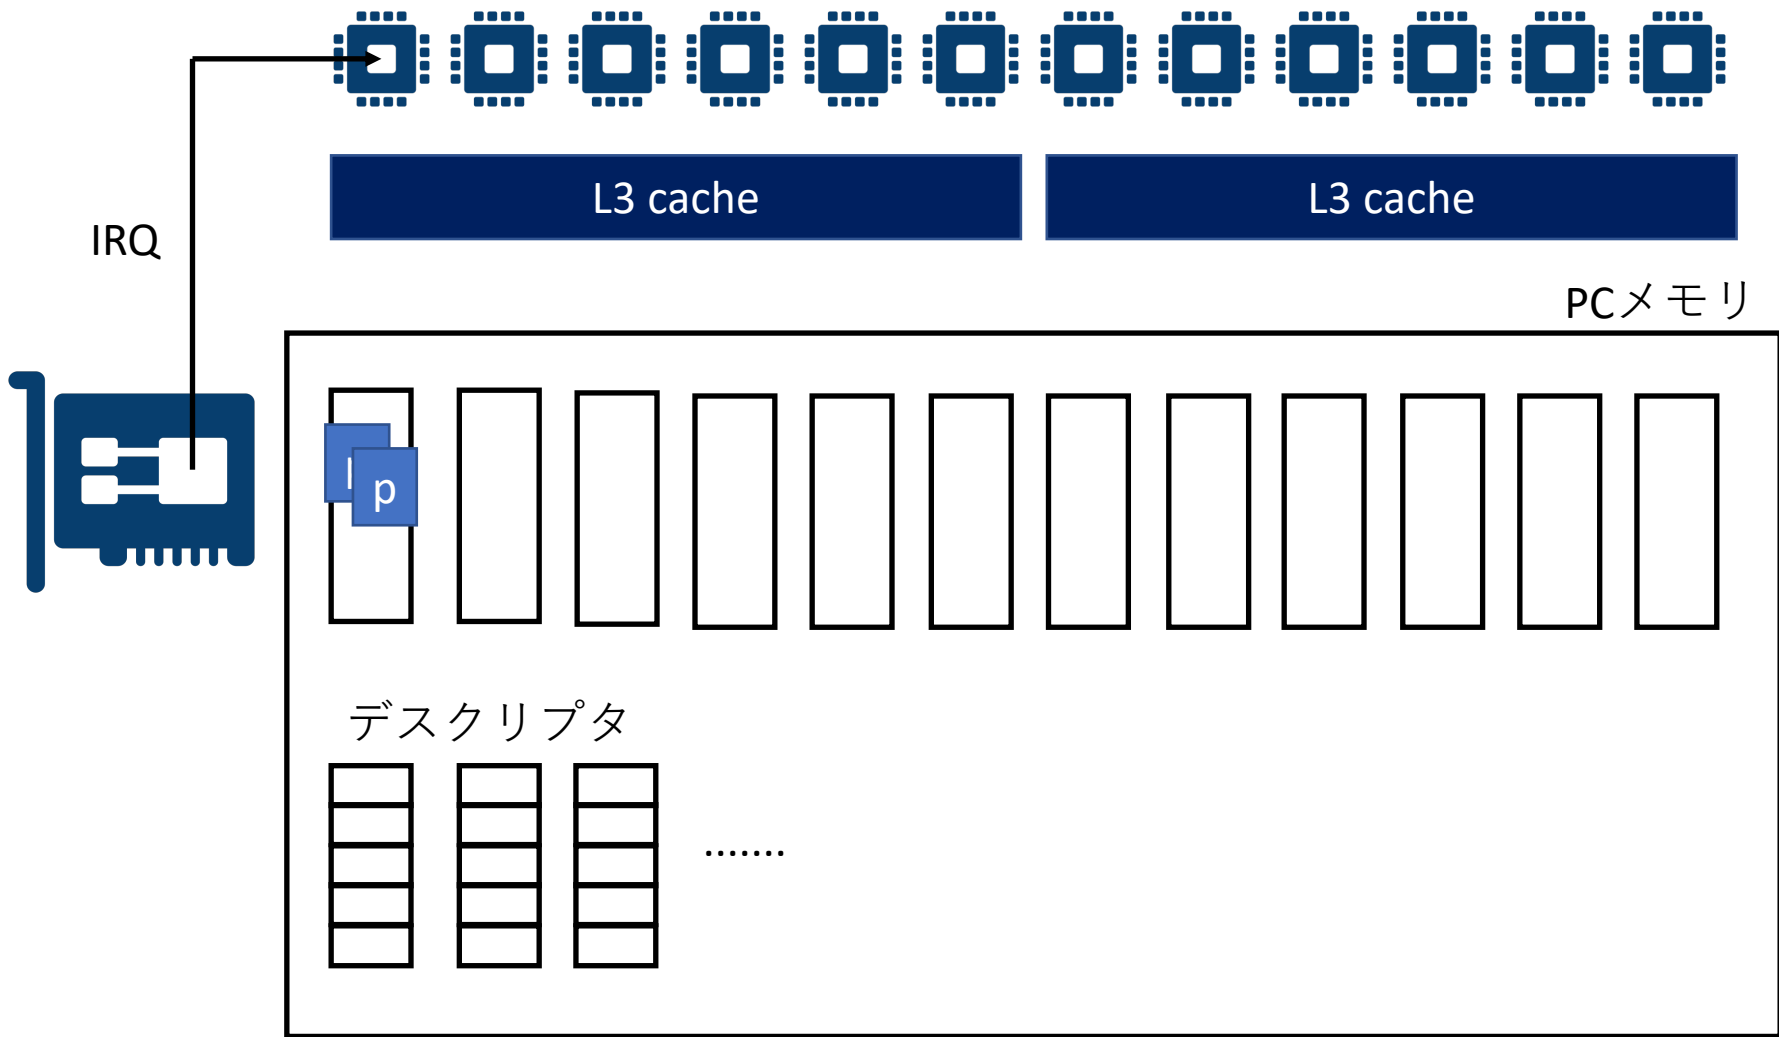 L3 cache
L3 cache
IRQ
PCメモリ
p
デスクリプタ
.......